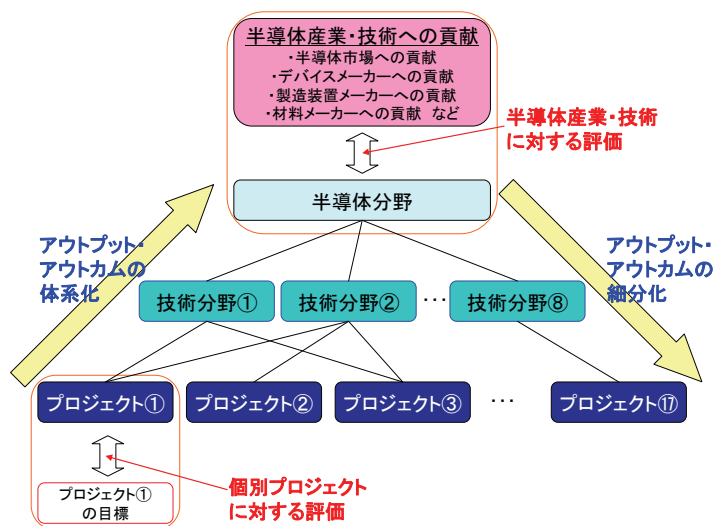 半導体産業・技術への貢献
・半導体市場への貢献
・デバイスメーカーへの貢献
・製造装置メーカーへの貢献
・材料メーカーへの貢献 など
半導体産業・技術
に対する評価
半導体分野
アウトプット・
アウトカムの
体系化
アウトプット・
アウトカムの
細分化
技術分野①
技術分野②
…
技術分野⑧
プロジェクト①
プロジェクト②
プロジェクト③
…
プロジェクト⑰
プロジェクト①
の目標
個別プロジェクト
に対する評価